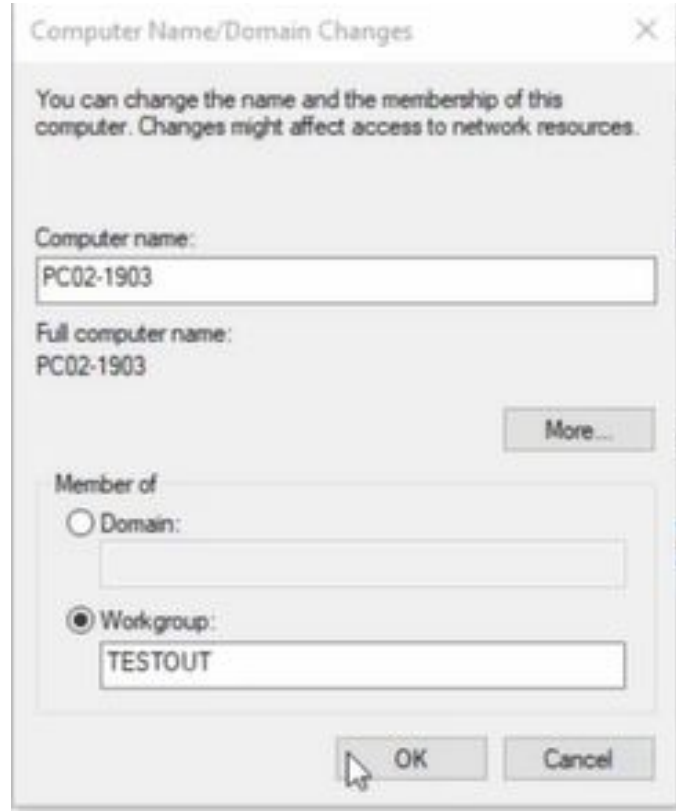 Computer Name/Domain Changes
You can change the name and the membership of this
computer. Changes might affect access to network resources.
Computer name:
PC02-1903
Full computer name:
PC02-1903
More...
Member of
Domain:
Workgroup:
TESTOUT
OK
Cancel